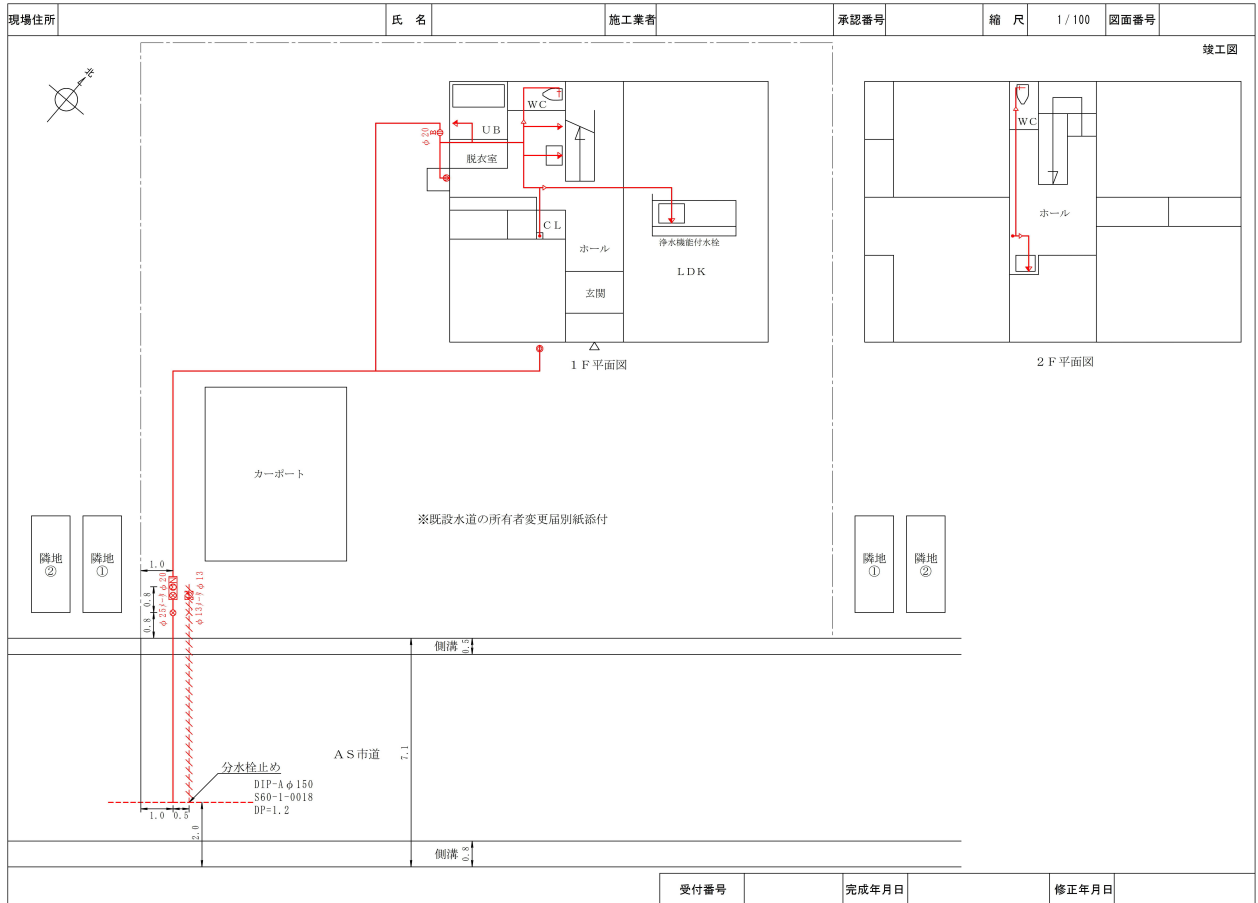 現場住所
氏 名
施工業者
承認番号
縮 尺
1/100
図面番号
竣工図
北
WC
UB
φ20
脱衣室
CL
ホール
浄水機能付水栓
LDK
玄関
1F平面図
WC
ホール
2F平面図
カーポート
※既設水道の所有者変更届別紙添付
隣地
②
隣地
①
隣地
①
隣地
②
1.0
0.8
0.8
φ25メータφ20
φ13メータφ13
側溝
0.5
AS市道
7.1
分水栓止め
DIP-Aφ150
S60-1-0018
DP=1.2
1.0
0.5
2.0
側溝
0.8
受付番号
完成年月日
修正年月日